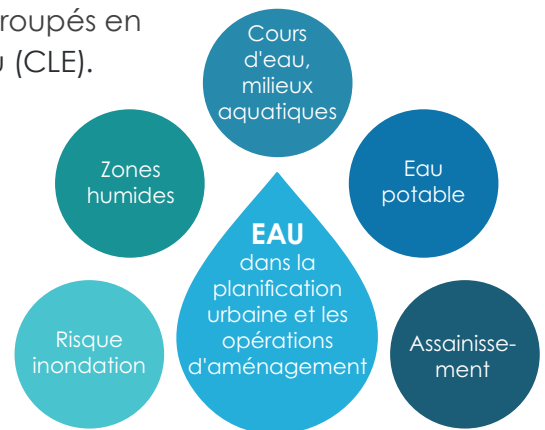 roupés en
u (CLE).
Cours
d'eau,
milieux
aquatiques
Zones
humides
Eau
potable
EAU
dans la
planification
urbaine et les
opérations
d'aménagement
Risque
inondation
Assainisse-
ment